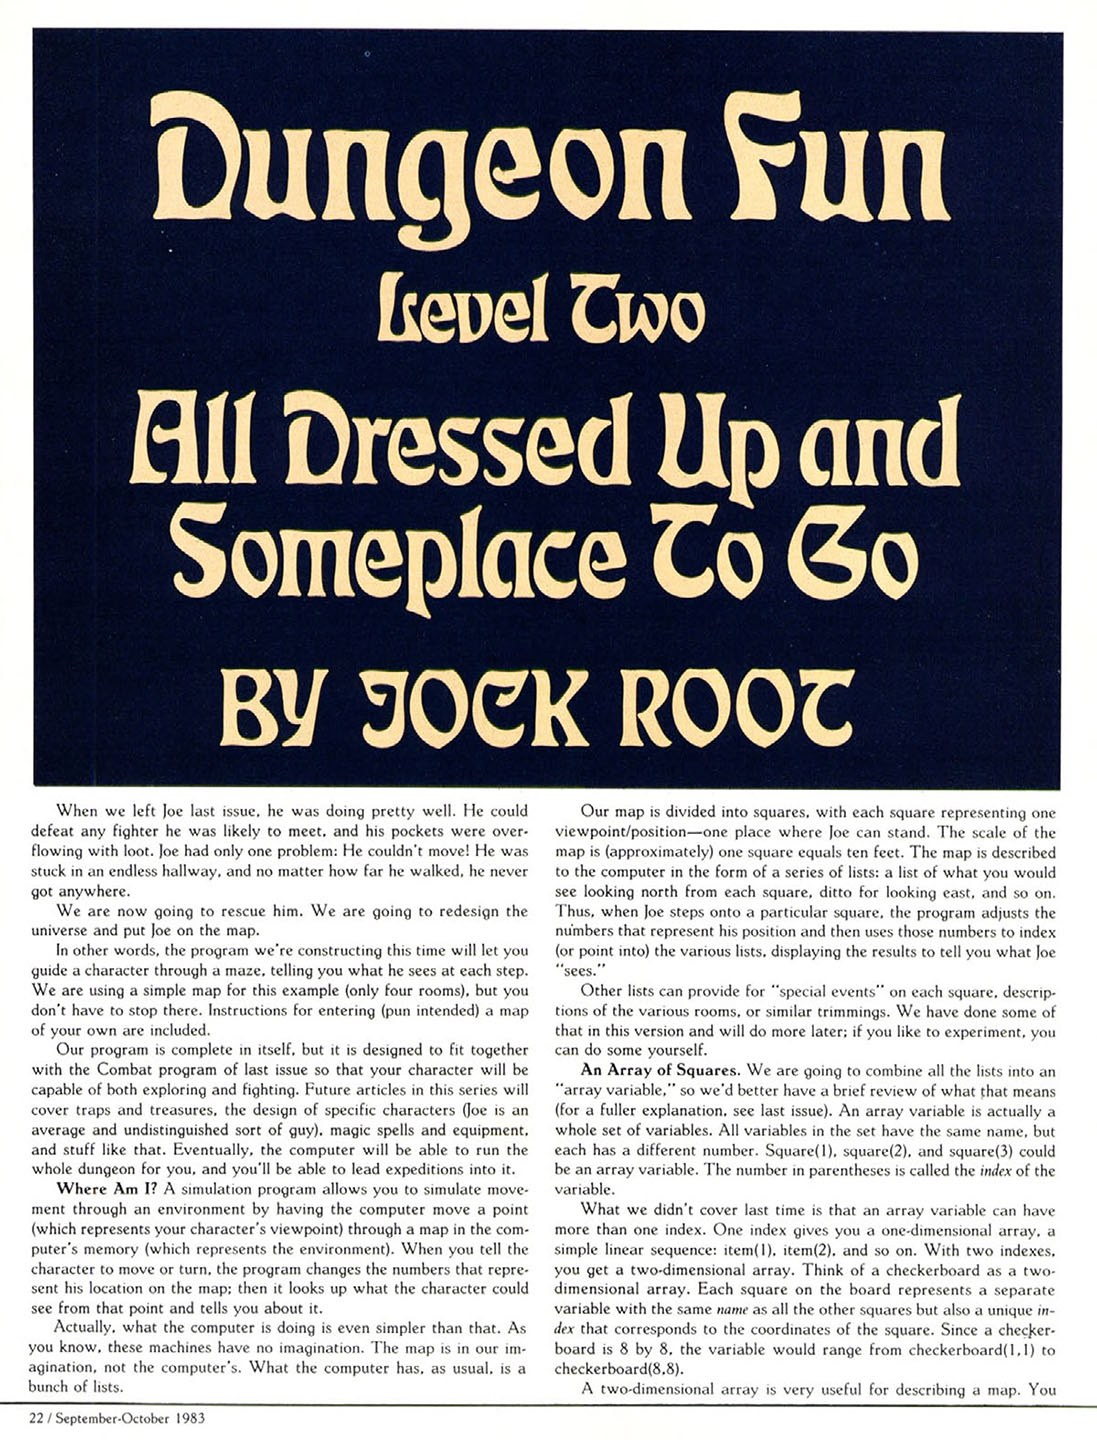 Dungeon Fun
Level Two
All Dressed Up and
Someplace To Go
BY JOCK ROOT
When we left Joe last issue, he was doing pretty well. He could
defeat any fighter he was likely to meet, and his pockets were over-
flowing with loot. Joe had only one problem: He couldn't move! He was
stuck in an endless hallway, and no matter how far he walked, he never
got anywhere.
We are now going to rescue him. We are going to redesign the
universe and put Joe on the map.
In other words, the program we're constructing this time will let you
guide a character through a maze, telling you what he sees at each step.
We are using a simple map for this example (only four rooms), but you
don't have to stop there. Instructions for entering (pun intended) a map
of your own are included.
Our program is complete in itself, but it is designed to fit together
with the Combat program of last issue so that your character will be
capable of both exploring and fighting. Future articles in this series will
cover traps and treasures, the design of specific characters (Joe is an
average and undistinguished sort of guy), magic spells and equipment,
and stuff like that. Eventually, the computer will be able to run the
whole dungeon for you, and you'll be able to lead expeditions into it.
Where Am I? A simulation program allows you to simulate move-
ment through an environment by having the computer move a point
(which represents your character's viewpoint) through a map in the com-
puter's memory (which represents the environment). When you tell the
character to move or turn, the program changes the numbers that repre-
sent his location on the map; then it looks up what the character could
see from that point and tells you about it.
Actually, what the computer is doing is even simpler than that. As
you know, these machines have no imagination. The map is in our im-
agination, not the computer's. What the computer has, as usual, is a
bunch of lists.
Our map is divided into squares, with each square representing one
viewpoint/position—one place where Joe can stand. The scale of the
map is (approximately) one square equals ten feet. The map is described
to the computer in the form of a series of lists: a list of what you would
see looking north from each square, ditto for looking east, and so on.
Thus, when Joe steps onto a particular square, the program adjusts the
numbers that represent his position and then uses those numbers to index
(or point into) the various lists, displaying the results to tell you what Joe
"sees."
Other lists can provide for "special events" on each square, descrip-
tions of the various rooms, or similar trimmings. We have done some of
that in this version and will do more later; if you like to experiment, you
can do some yourself.
An Array of Squares. We are going to combine all the lists into an
"array variable," so we'd better have a brief review of what that means
(for a fuller explanation, see last issue). An array variable is actually a
whole set of variables. All variables in the set have the same name, but
each has a different number. Square(1), square(2), and square(3) could
be an array variable. The number in parentheses is called the index of the
variable.
What we didn't cover last time is that an array variable can have
more than one index. One index gives you a one-dimensional array, a
simple linear sequence: item(1), item(2), and so on. With two indexes,
you get a two-dimensional array. Think of a checkerboard as a two-
dimensional array. Each square on the board represents a separate
variable with the same name as all the other squares but also a unique in-
dex that corresponds to the coordinates of the square. Since a checker-
board is 8 by 8, the variable would range from checkerboard(1,1) to
checkerboard(8,8).
A two-dimensional array is very useful for describing a map. You
22 / September-October 1983